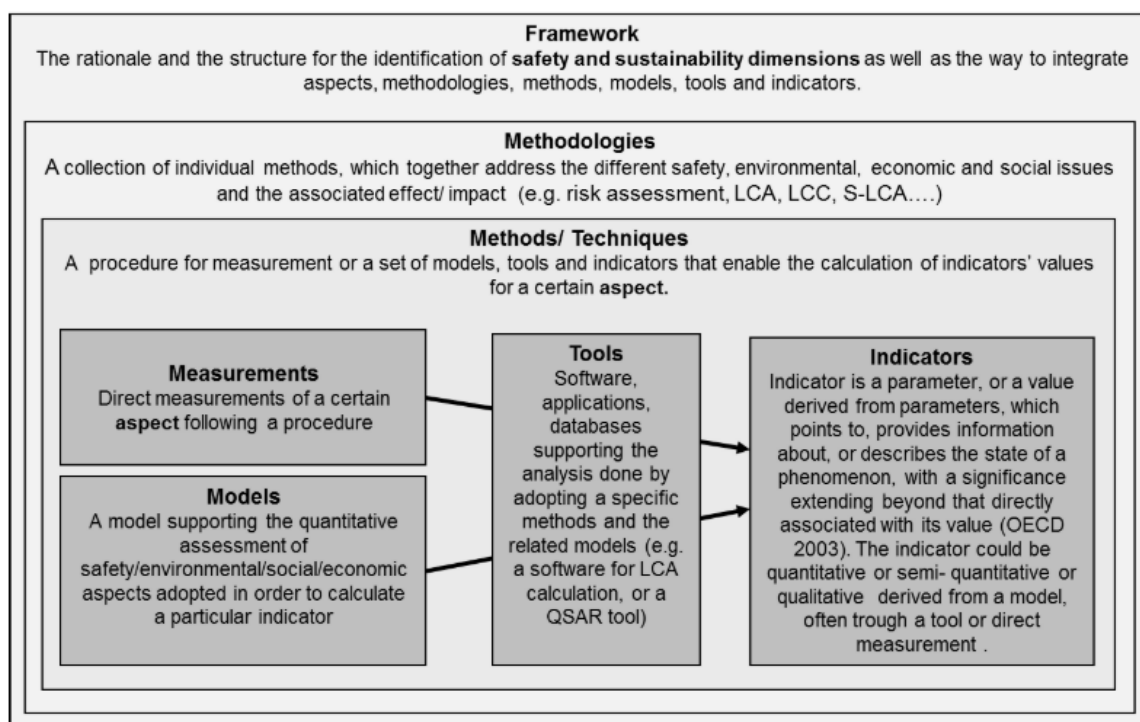 Framework
The rationale and the structure for the identification of safety and sustainability dimensions as well as the way to integrate
aspects, methodologies, methods, models, tools and indicators.
Methodologies
A collection of individual methods, which together address the different safety, environmental, economic and social issues
and the associated effect/ impact (e.g. risk assessment, LCA, LCC, S-LCA....)
Methods/ Techniques
A procedure for measurement or a set of models, tools and indicators that enable the calculation of indicators' values
for a certain aspect.
Measurements
Direct measurements of a certain
aspect following a procedure
Models
A model supporting the quantitative
assessment of
safety/environmental/social/economic
aspects adopted in order to calculate
a particular indicator
Tools
Software,
applications,
databases
supporting the
analysis done by
adopting a specific
methods and the
related models (e.g.
a software for LCA
calculation, or a
QSAR tool)
Indicators
Indicator is a parameter, or a value
derived from parameters, which
points to, provides information
about, or describes the state of a
phenomenon, with a significance
extending beyond that directly
associated with its value (OECD
2003). The indicator could be
quantitative or semi- quantitative or
qualitative derived from a model,
often trough a tool or direct
measurement .